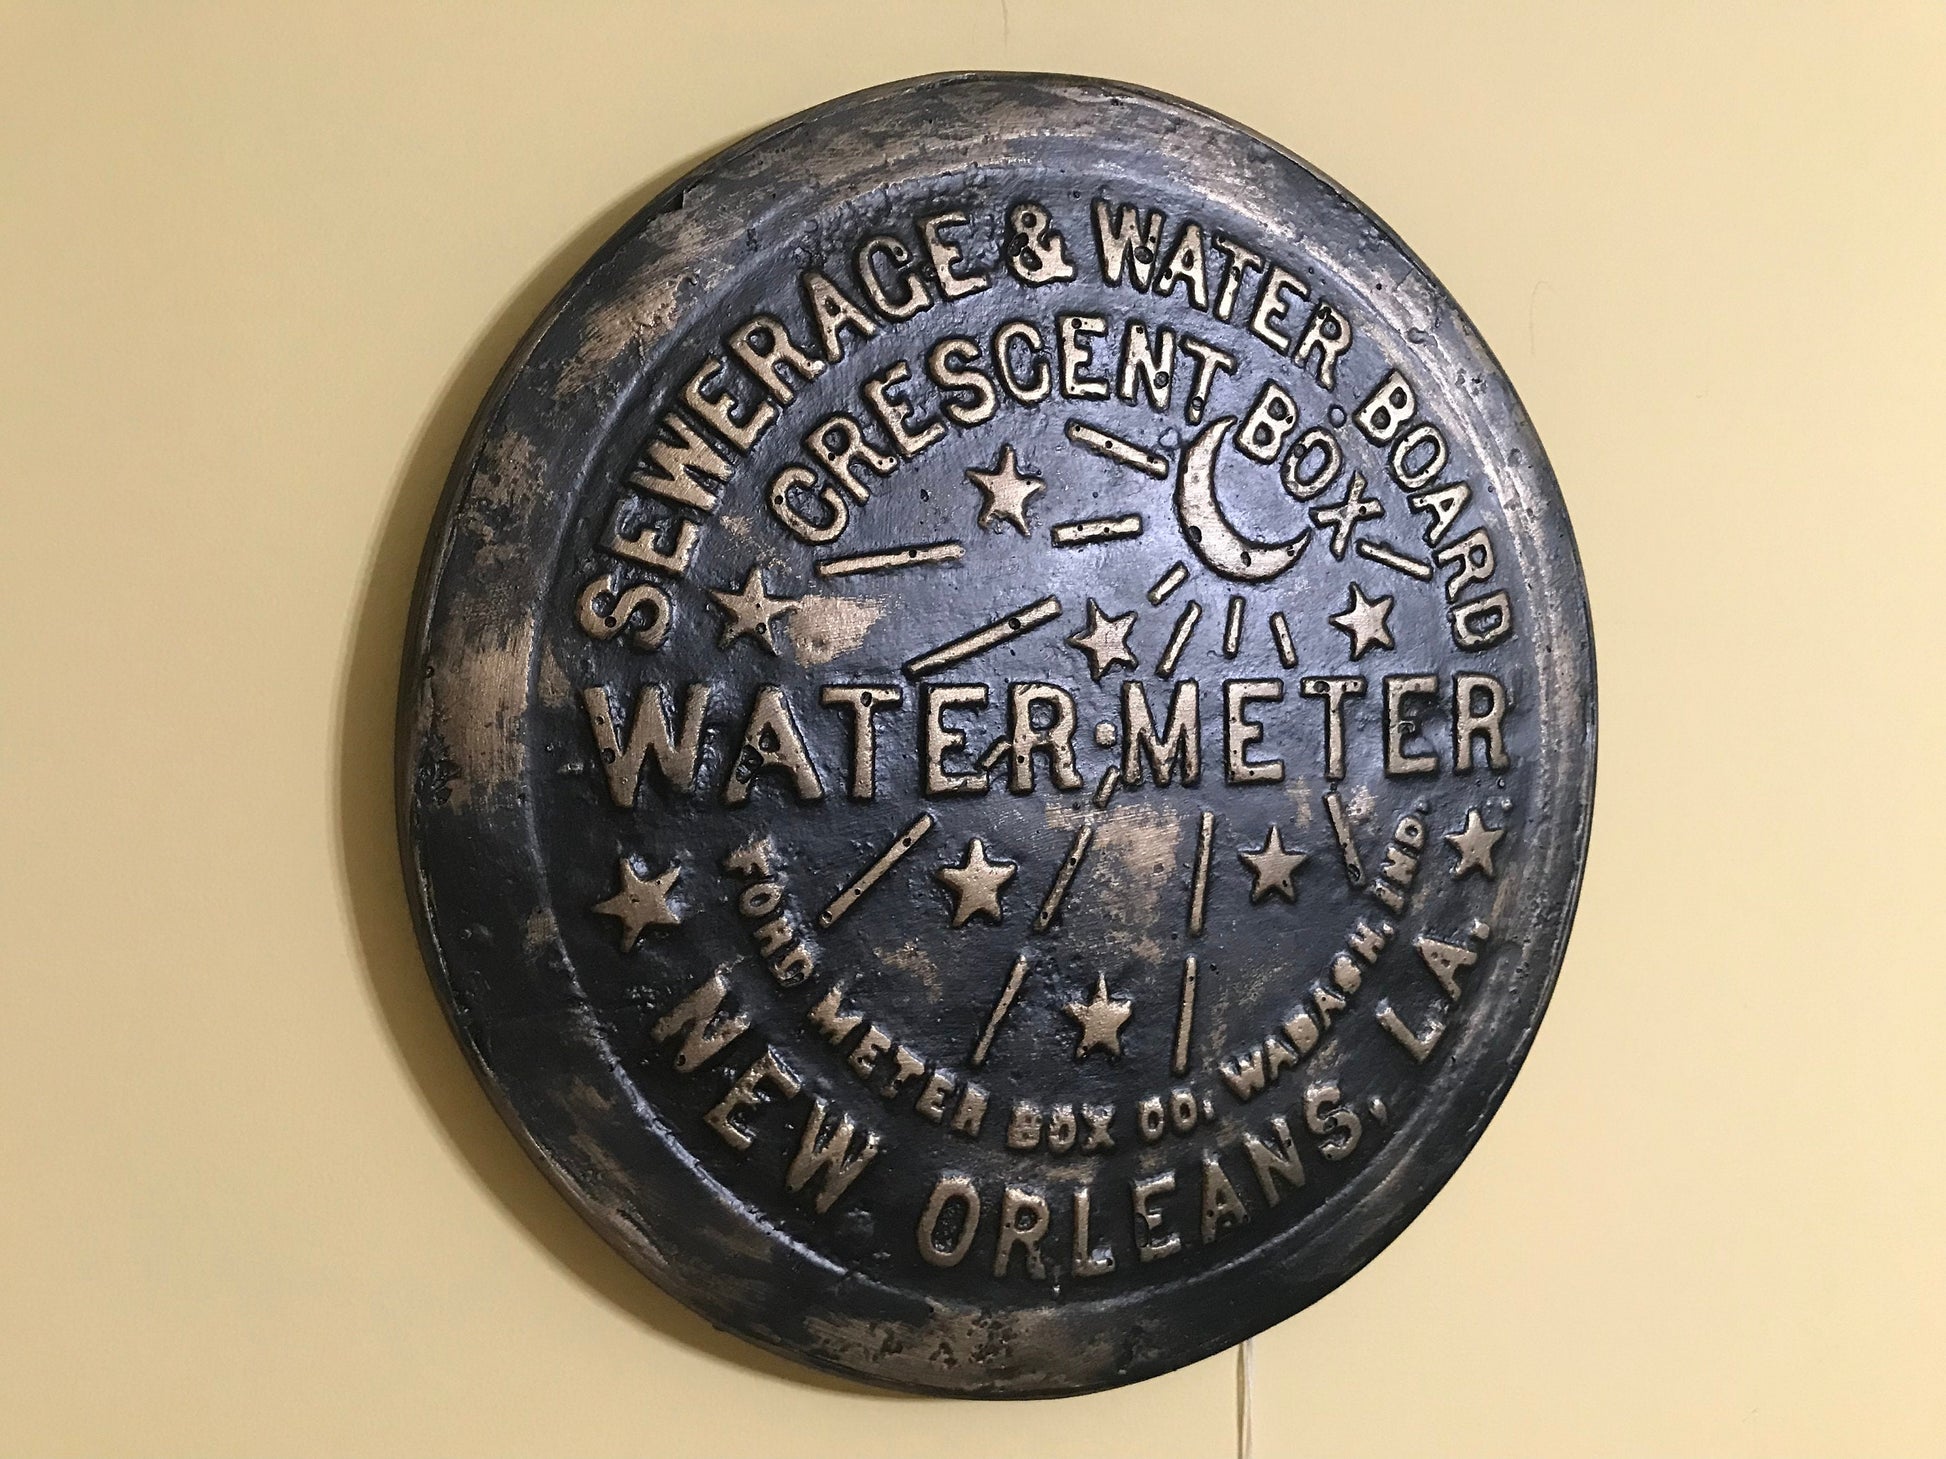 SEWERAGE & WATER BOARD
CRESCENT BOX
WATER•METER
FORD METER BOX CO. WABASH, IND.
NEW ORLEANS, LA.